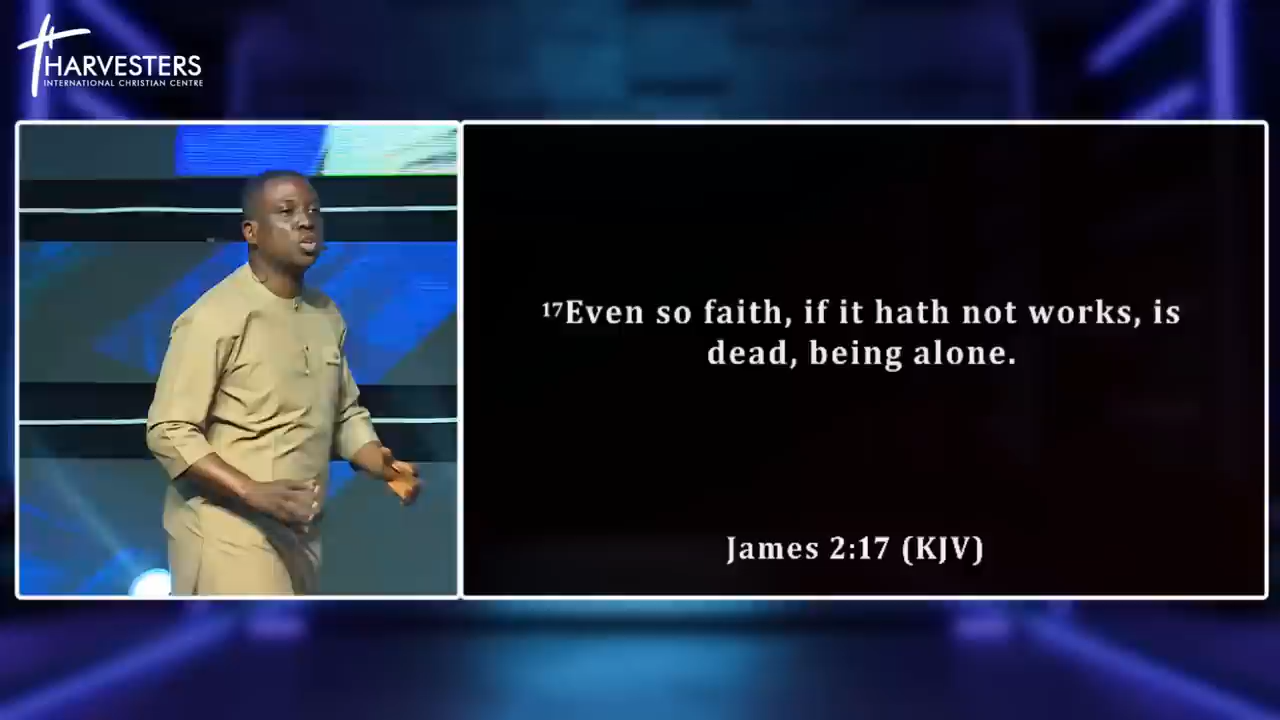 HARVESTERS
INTERNATIONAL CHRISTIAN CENTRE
17Even so faith, if it hath not works, is
dead, being alone.
James 2:17 (KJV)